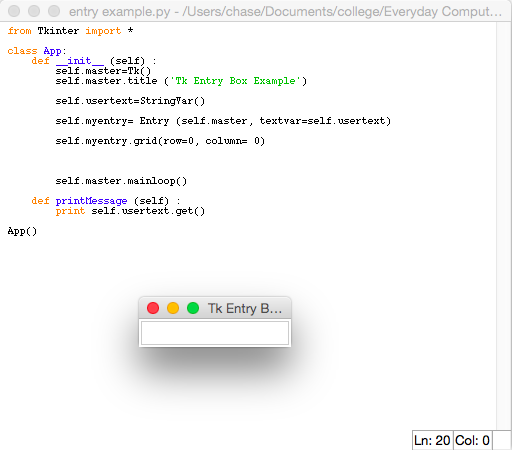 entry example.py - /Users/chase/Documents/college/Everyday Comput...
from Tkinter import *
class App:
    def __init__ (self) :
        self.master=Tk()
        self.master.title ('Tk Entry Box Example')
        self.usertext=StringVar()
        self.myentry= Entry (self.master, textvar=self.usertext)
        self.myentry.grid(row=0, column= 0)
        self.master.mainloop()
    def printMessage (self) :
        print self.usertext.get()
App()
Tk Entry B...
Ln: 20 Col: 0